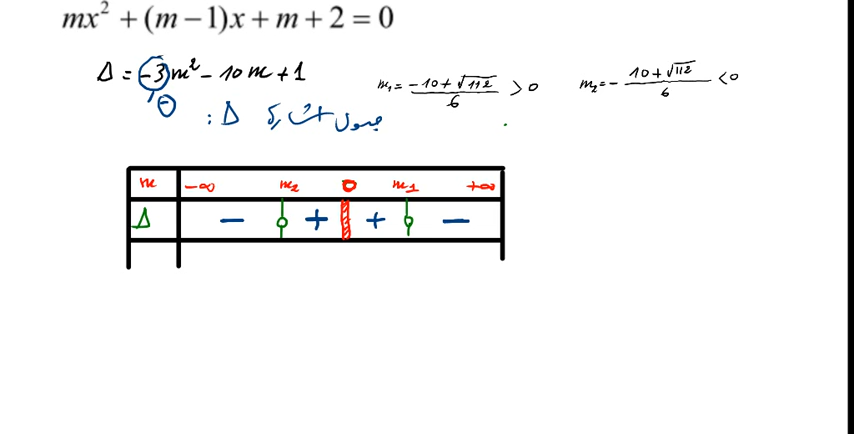 mx² + (m − 1)x + m + 2 = 0
Δ = −3m² − 10m + 1
m₁ = (−10 + √112)/6 > 0
m₂ = −(10 + √112)/6 < 0
⊖
جدول اشارة Δ :
m −∞ m₂ 0 m₁ +∞
Δ − + + −